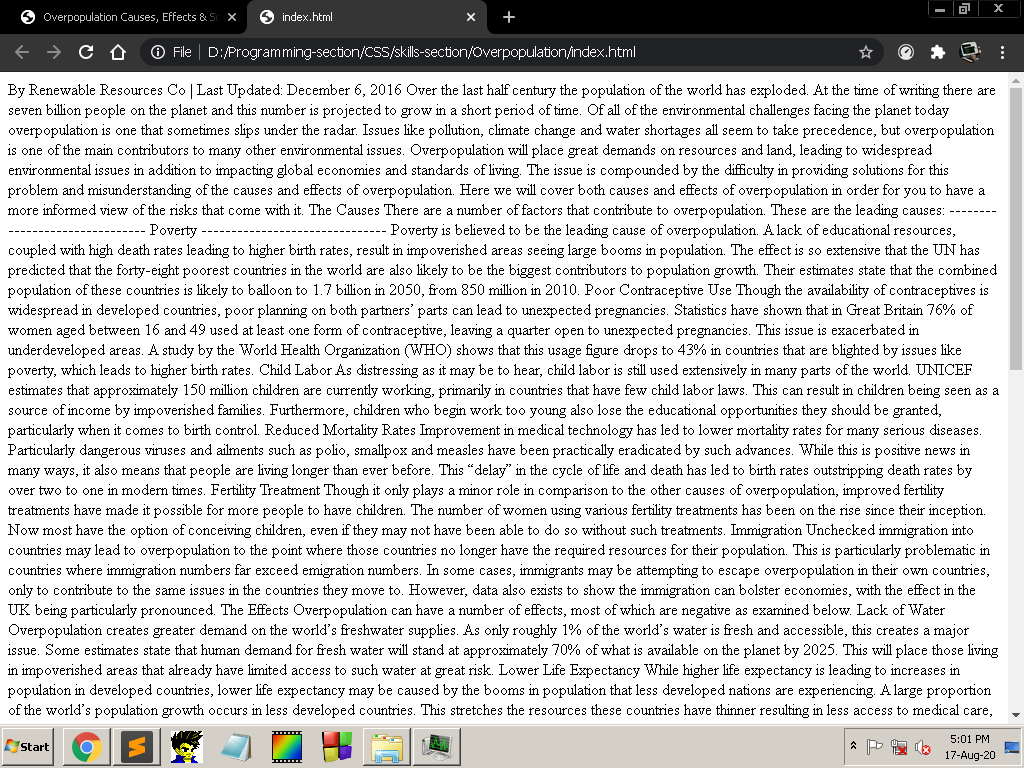 Overpopulation Causes, Effects & So
index.html
File | D:/Programming-section/CSS/skills-section/Overpopulation/index.html
By Renewable Resources Co | Last Updated: December 6, 2016 Over the last half century the population of the world has exploded. At the time of writing there are
seven billion people on the planet and this number is projected to grow in a short period of time. Of all of the environmental challenges facing the planet today
overpopulation is one that sometimes slips under the radar. Issues like pollution, climate change and water shortages all seem to take precedence, but overpopulation
is one of the main contributors to many other environmental issues. Overpopulation will place great demands on resources and land, leading to widespread
environmental issues in addition to impacting global economies and standards of living. The issue is compounded by the difficulty in providing solutions for this
problem and misunderstanding of the causes and effects of overpopulation. Here we will cover both causes and effects of overpopulation in order for you to have a
more informed view of the risks that come with it. The Causes There are a number of factors that contribute to overpopulation. These are the leading causes: --------
----------------------- Poverty ------------------------------- Poverty is believed to be the leading cause of overpopulation. A lack of educational resources,
coupled with high death rates leading to higher birth rates, result in impoverished areas seeing large booms in population. The effect is so extensive that the UN has
predicted that the forty-eight poorest countries in the world are also likely to be the biggest contributors to population growth. Their estimates state that the combined
population of these countries is likely to balloon to 1.7 billion in 2050, from 850 million in 2010. Poor Contraceptive Use Though the availability of contraceptives is
widespread in developed countries, poor planning on both partners’ parts can lead to unexpected pregnancies. Statistics have shown that in Great Britain 76% of
women aged between 16 and 49 used at least one form of contraceptive, leaving a quarter open to unexpected pregnancies. This issue is exacerbated in
underdeveloped areas. A study by the World Health Organization (WHO) shows that this usage figure drops to 43% in countries that are blighted by issues like
poverty, which leads to higher birth rates. Child Labor As distressing as it may be to hear, child labor is still used extensively in many parts of the world. UNICEF
estimates that approximately 150 million children are currently working, primarily in countries that have few child labor laws. This can result in children being seen as a
source of income by impoverished families. Furthermore, children who begin work too young also lose the educational opportunities they should be granted,
particularly when it comes to birth control. Reduced Mortality Rates Improvement in medical technology has led to lower mortality rates for many serious diseases.
Particularly dangerous viruses and ailments such as polio, smallpox and measles have been practically eradicated by such advances. While this is positive news in
many ways, it also means that people are living longer than ever before. This “delay” in the cycle of life and death has led to birth rates outstripping death rates by
over two to one in modern times. Fertility Treatment Though it only plays a minor role in comparison to the other causes of overpopulation, improved fertility
treatments have made it possible for more people to have children. The number of women using various fertility treatments has been on the rise since their inception.
Now most have the option of conceiving children, even if they may not have been able to do so without such treatments. Immigration Unchecked immigration into
countries may lead to overpopulation to the point where those countries no longer have the required resources for their population. This is particularly problematic in
countries where immigration numbers far exceed emigration numbers. In some cases, immigrants may be attempting to escape overpopulation in their own countries,
only to contribute to the same issues in the countries they move to. However, data also exists to show the immigration can bolster economies, with the effect in the
UK being particularly pronounced. The Effects Overpopulation can have a number of effects, most of which are negative as examined below. Lack of Water
Overpopulation creates greater demand on the world’s freshwater supplies. As only roughly 1% of the world’s water is fresh and accessible, this creates a major
issue. Some estimates state that human demand for fresh water will stand at approximately 70% of what is available on the planet by 2025. This will place those living
in impoverished areas that already have limited access to such water at great risk. Lower Life Expectancy While higher life expectancy is leading to increases in
population in developed countries, lower life expectancy may be caused by the booms in population that less developed nations are experiencing. A large proportion
of the world’s population growth occurs in less developed countries. This stretches the resources these countries have thinner resulting in less access to medical care,
Start
5:01 PM
17-Aug-20